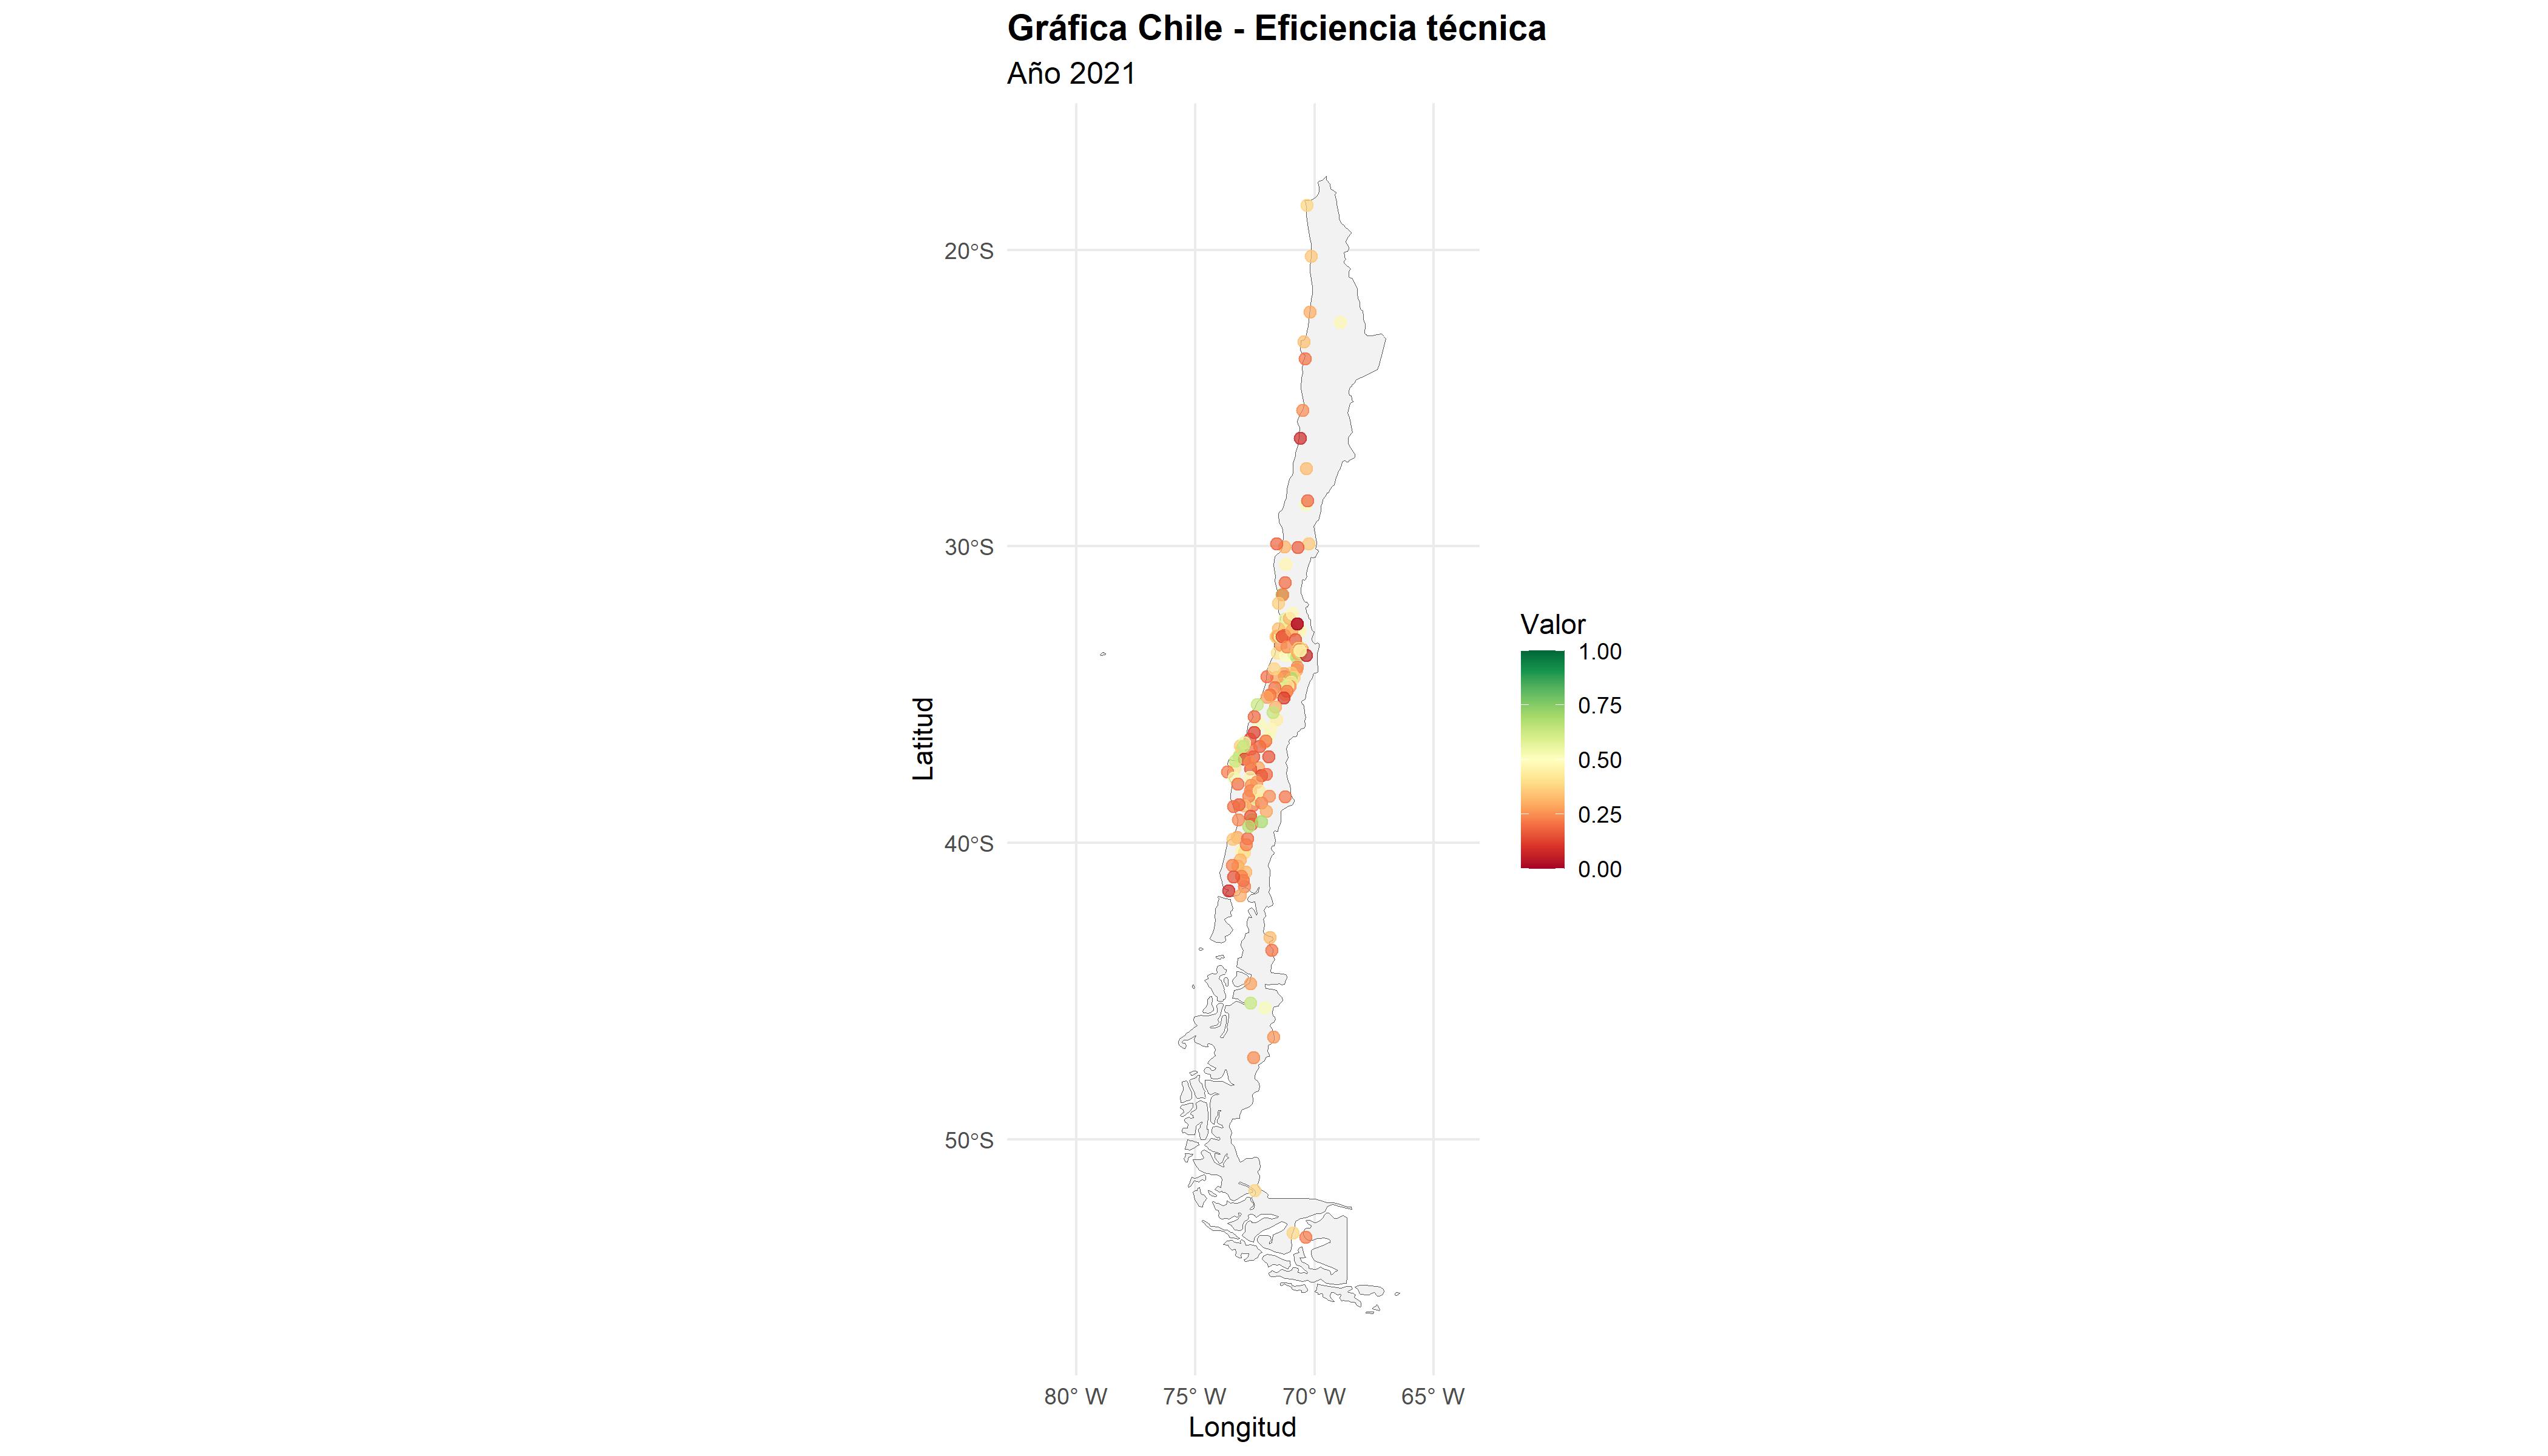 Gráfica Chile - Eficiencia técnica
Año 2021
20°S
30°S
40°S
50°S
Latitud
80° W
75° W
70° W
65° W
Longitud
Valor
1.00
0.75
0.50
0.25
0.00